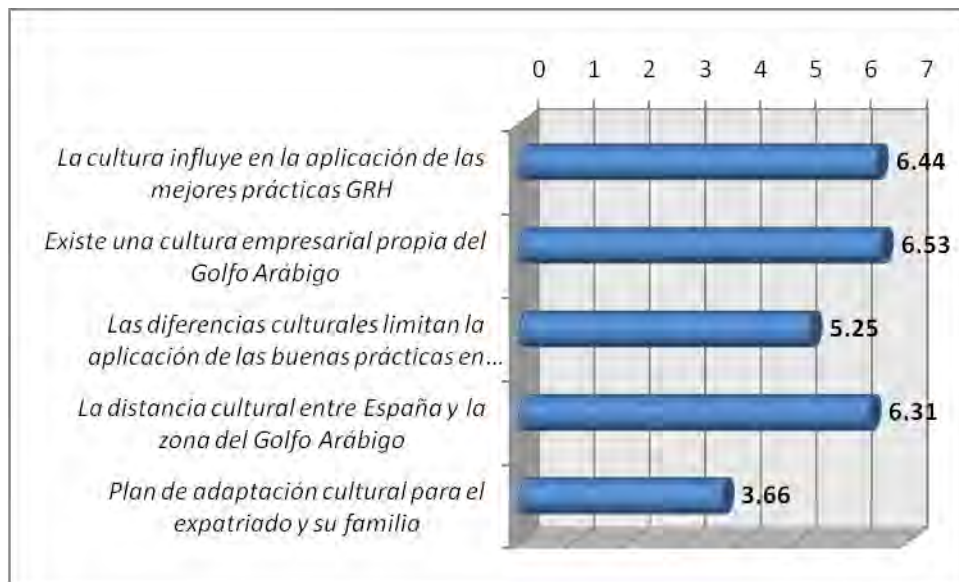 0 1 2 3 4 5 6 7
La cultura influye en la aplicación de las
mejores prácticas GRH
6.44
Existe una cultura empresarial propia del
Golfo Arábigo
6.53
Las diferencias culturales limitan la
aplicación de las buenas prácticas en...
5.25
La distancia cultural entre España y la
zona del Golfo Arábigo
6.31
Plan de adaptación cultural para el
expatriado y su familia
3.66